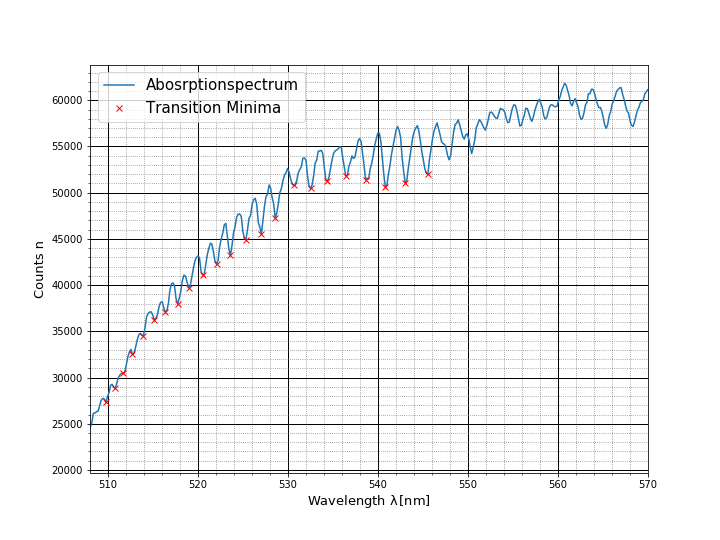 Abosrptionspectrum
Transition Minima
60000
55000
50000
45000
40000
35000
30000
25000
20000
Counts n
510 520 530 540 550 560 570
Wavelength λ[nm]